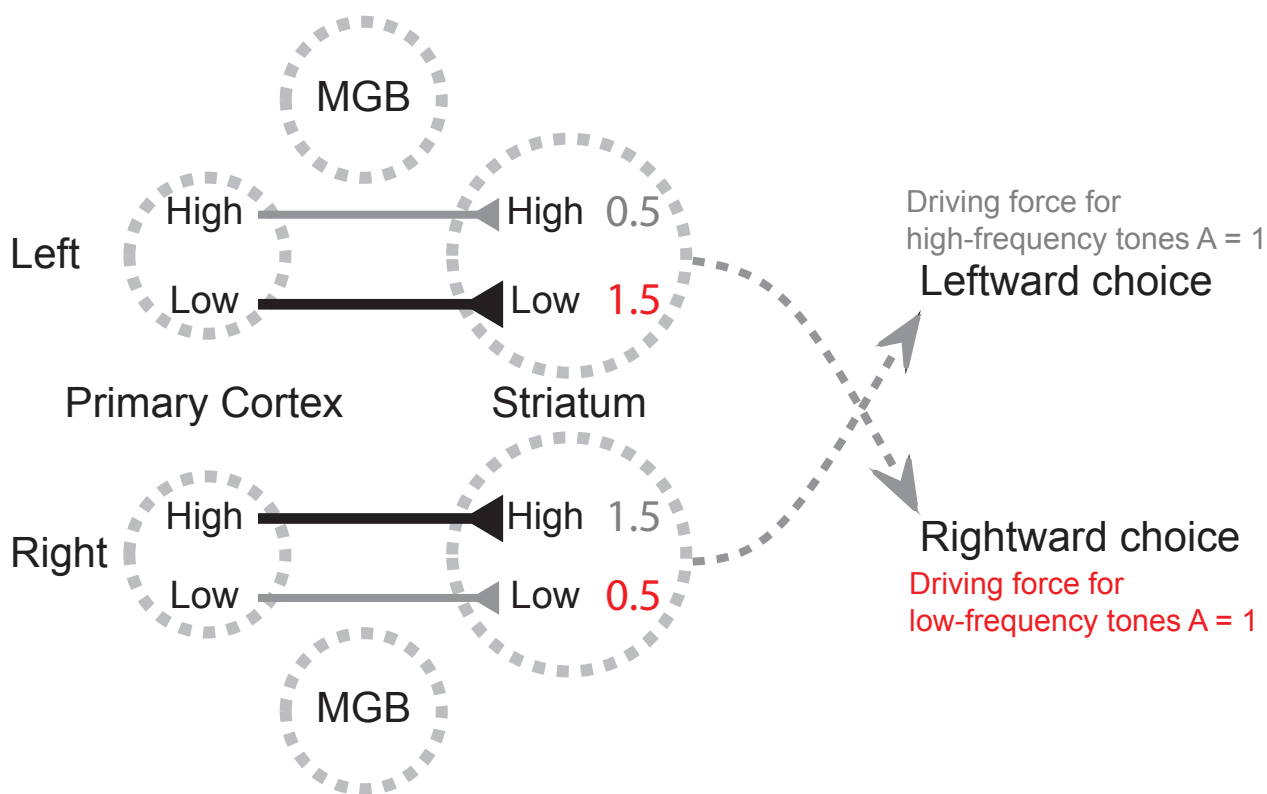 MGB
High
High 0.5
Left
Low
Low 1.5
Driving force for
high-frequency tones A = 1
Leftward choice
Primary Cortex
Striatum
High
High 1.5
Right
Low
Low 0.5
Rightward choice
Driving force for
low-frequency tones A = 1
MGB